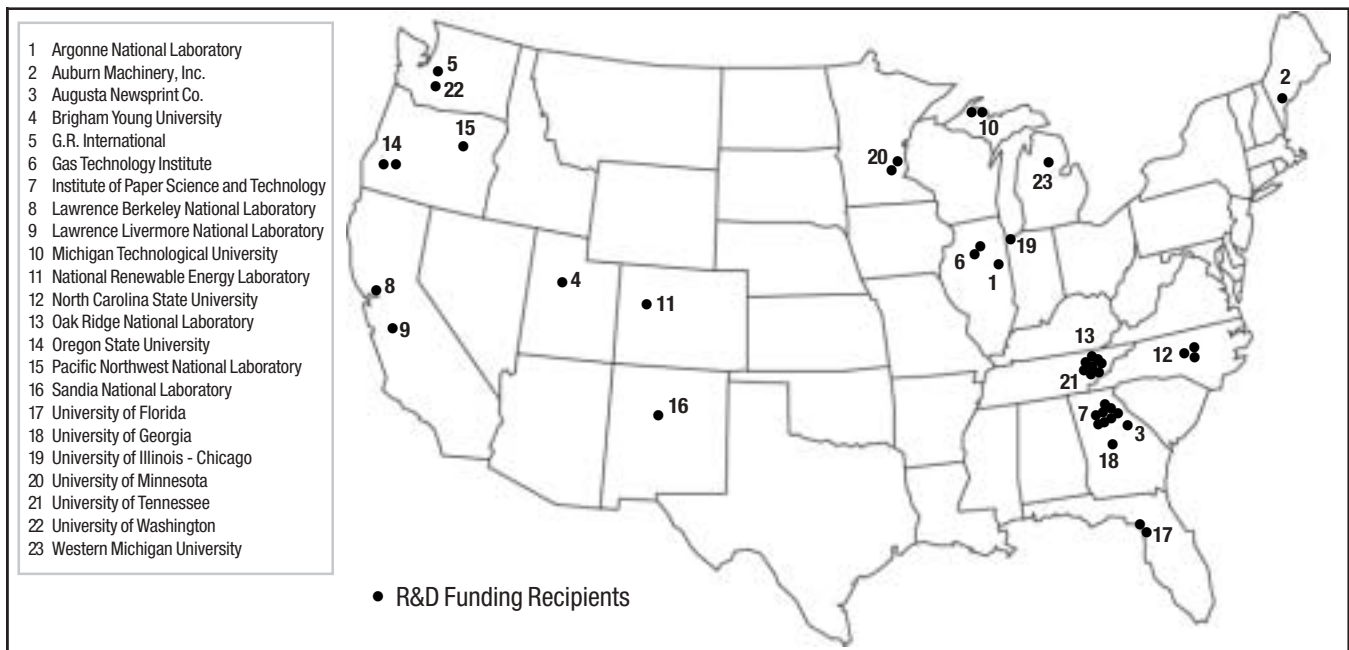 1 Argonne National Laboratory
2 Auburn Machinery, Inc.
3 Augusta Newsprint Co.
4 Brigham Young University
5 G.R. International
6 Gas Technology Institute
7 Institute of Paper Science and Technology
8 Lawrence Berkeley National Laboratory
9 Lawrence Livermore National Laboratory
10 Michigan Technological University
11 National Renewable Energy Laboratory
12 North Carolina State University
13 Oak Ridge National Laboratory
14 Oregon State University
15 Pacific Northwest National Laboratory
16 Sandia National Laboratory
17 University of Florida
18 University of Georgia
19 University of Illinois - Chicago
20 University of Minnesota
21 University of Tennessee
22 University of Washington
23 Western Michigan University
5
2
22
10
15
14
20
23
19
6
1
4
8
11
9
13
12
21
16
7
3
18
17
R&D Funding Recipients